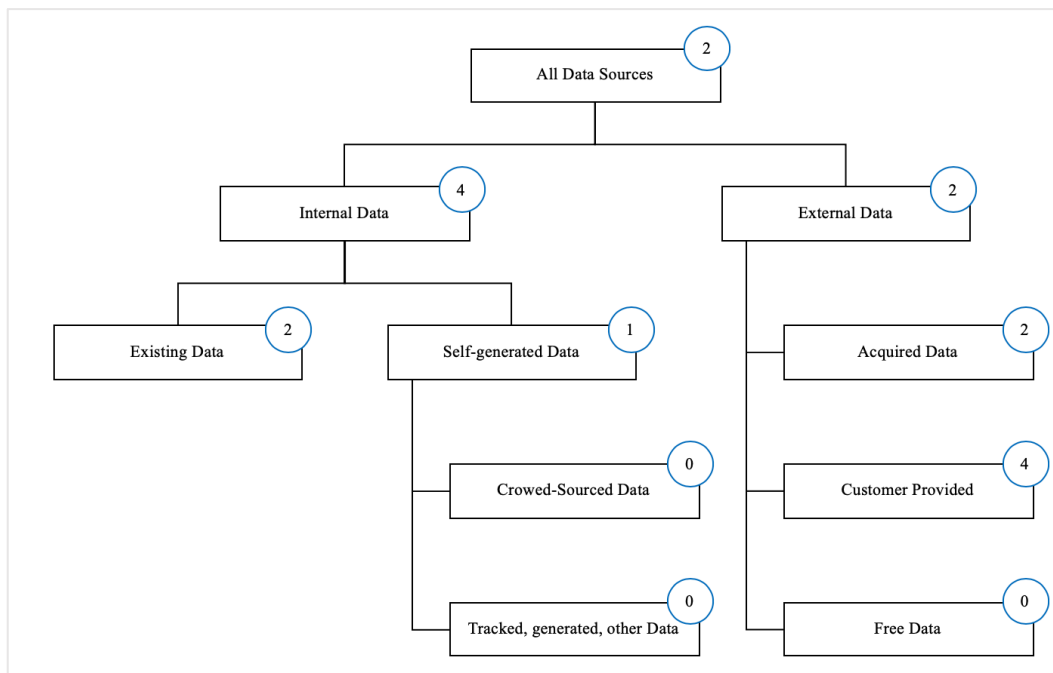 2
All Data Sources
4
Internal Data
2
External Data
2
Existing Data
1
Self-generated Data
2
Acquired Data
0
Crowed-Sourced Data
4
Customer Provided
0
Tracked, generated, other Data
0
Free Data